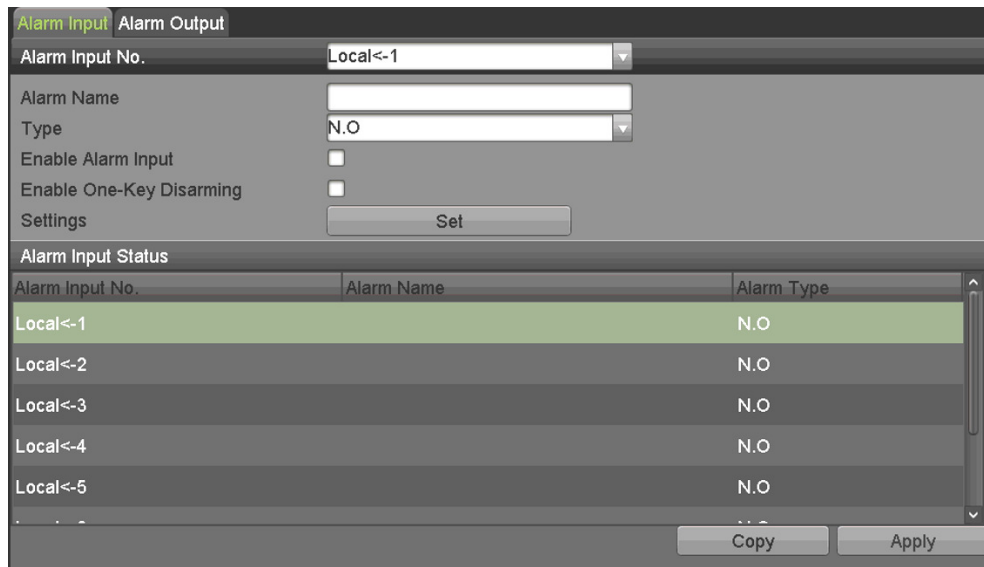 Alarm Input Alarm Output
Alarm Input No. Local<-1
Alarm Name
Type N.O
Enable Alarm Input
Enable One-Key Disarming
Settings Set
Alarm Input Status
Alarm Input No. Alarm Name Alarm Type
Local<-1 N.O
Local<-2 N.O
Local<-3 N.O
Local<-4 N.O
Local<-5 N.O
Copy Apply